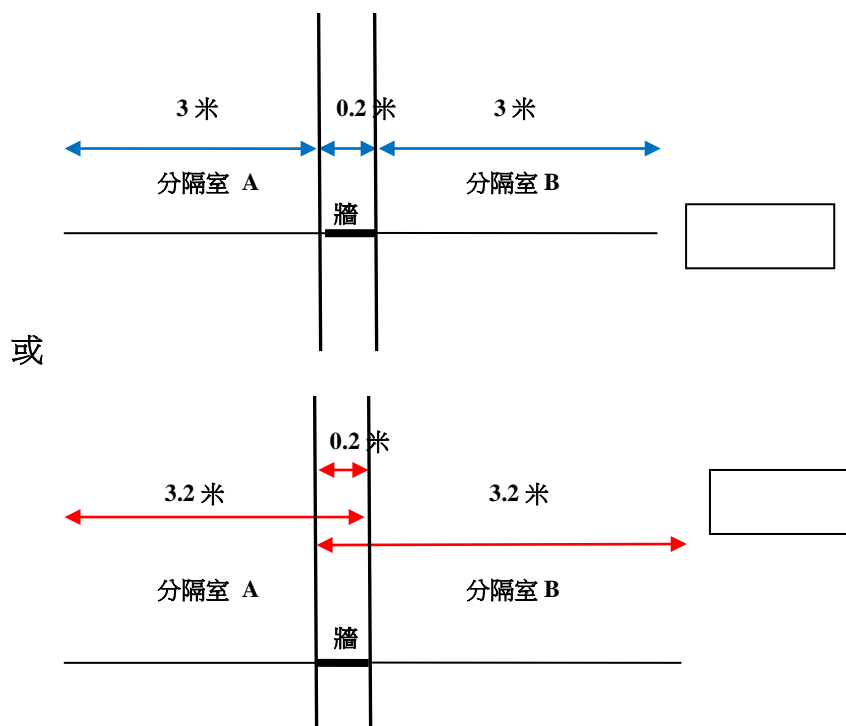 3 米 0.2 米 3 米
分隔室 A 分隔室 B
牆
或
0.2 米
3.2 米 3.2 米
分隔室 A 分隔室 B
牆